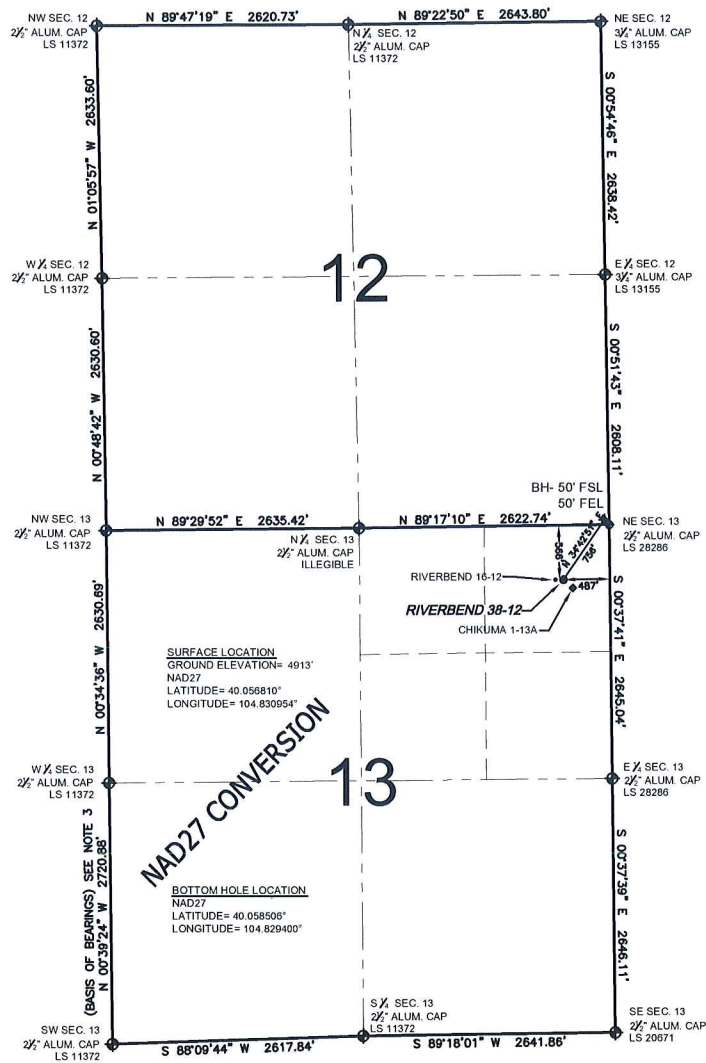 N 89°47'19" E 2620.73'
N 89°22'50" E 2643.80'
NW SEC. 12
2½" ALUM. CAP
LS 11372
N ¼ SEC. 12
2½" ALUM. CAP
LS 11372
NE SEC. 12
3¼" ALUM. CAP
LS 13155
N 01°05'57" W 2633.60'
S 00°54'46" E 2638.42'
W ¼ SEC. 12
2½" ALUM. CAP
LS 11372
12
E ¼ SEC. 12
3¼" ALUM. CAP
LS 13155
N 00°48'42" W 2630.60'
S 00°51'43" E 2608.11'
BH- 50' FSL
50' FEL
NW SEC. 13
2½" ALUM. CAP
LS 11372
N 89°29'52" E 2635.42'
N 89°17'10" E 2622.74'
N ¼ SEC. 13
2½" ALUM. CAP
ILLEGIBLE
NE SEC. 13
2½" ALUM. CAP
LS 28286
566'
756'
487'
RIVERBEND 16-12
RIVERBEND 38-12
CHIKUMA 1-13A
N 00°34'36" W 2630.69'
S 00°37'41" E 2645.04'
SURFACE LOCATION
GROUND ELEVATION= 4913'
NAD27
LATITUDE= 40.056810°
LONGITUDE= 104.830954°
NAD27 CONVERSION
W ¼ SEC. 13
2½" ALUM. CAP
LS 11372
13
E ¼ SEC. 13
2½" ALUM. CAP
LS 28286
(BASIS OF BEARINGS) SEE NOTE 3
N 00°39'24" W 2720.88'
S 00°37'39" E 2646.11'
BOTTOM HOLE LOCATION
NAD27
LATITUDE= 40.058506°
LONGITUDE= 104.829400°
SW SEC. 13
2½" ALUM. CAP
LS 11372
S 88°09'44" W 2617.84'
S ¼ SEC. 13
2½" ALUM. CAP
LS 11372
S 89°18'01" W 2641.86'
SE SEC. 13
2½" ALUM. CAP
LS 20671